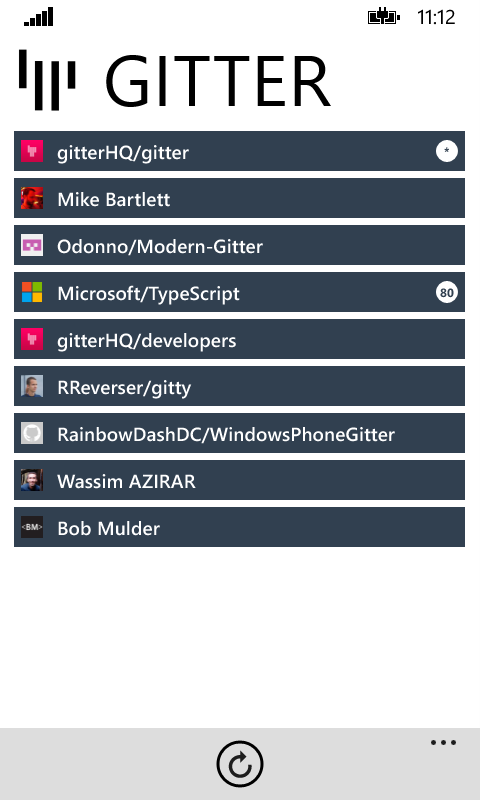 11:12
GITTER
gitterHQ/gitter *
Mike Bartlett
Odonno/Modern-Gitter
Microsoft/TypeScript 80
gitterHQ/developers
RReverser/gitty
RainbowDashDC/WindowsPhoneGitter
Wassim AZIRAR
<BM> Bob Mulder